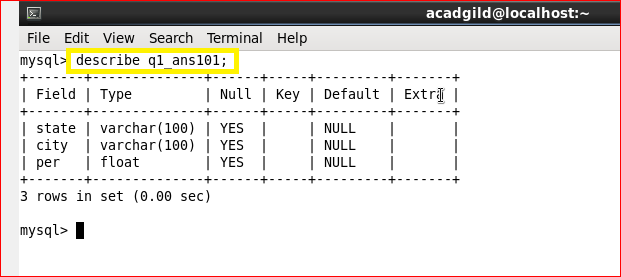 acadgild@localhost:~
File Edit View Search Terminal Help
mysql> describe q1_ans101;
+-------+--------------+------+-----+---------+-------+
| Field | Type         | Null | Key | Default | Extra |
+-------+--------------+------+-----+---------+-------+
| state | varchar(100) | YES  |     | NULL    |       |
| city  | varchar(100) | YES  |     | NULL    |       |
| per   | float        | YES  |     | NULL    |       |
+-------+--------------+------+-----+---------+-------+
3 rows in set (0.00 sec)
mysql>